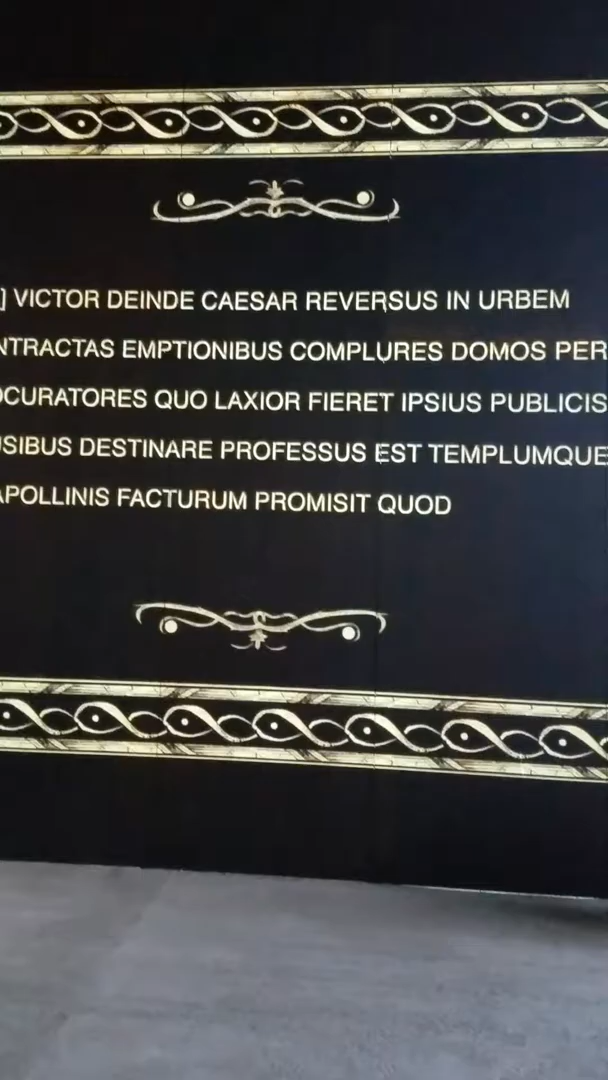 ] VICTOR DEINDE CAESAR REVERSUS IN URBEM
NTRACTAS EMPTIONIBUS COMPLURES DOMOS PER
OCURATORES QUO LAXIOR FIERET IPSIUS PUBLICIS
USIBUS DESTINARE PROFESSUS EST TEMPLUMQUE
APOLLINIS FACTURUM PROMISIT QUOD